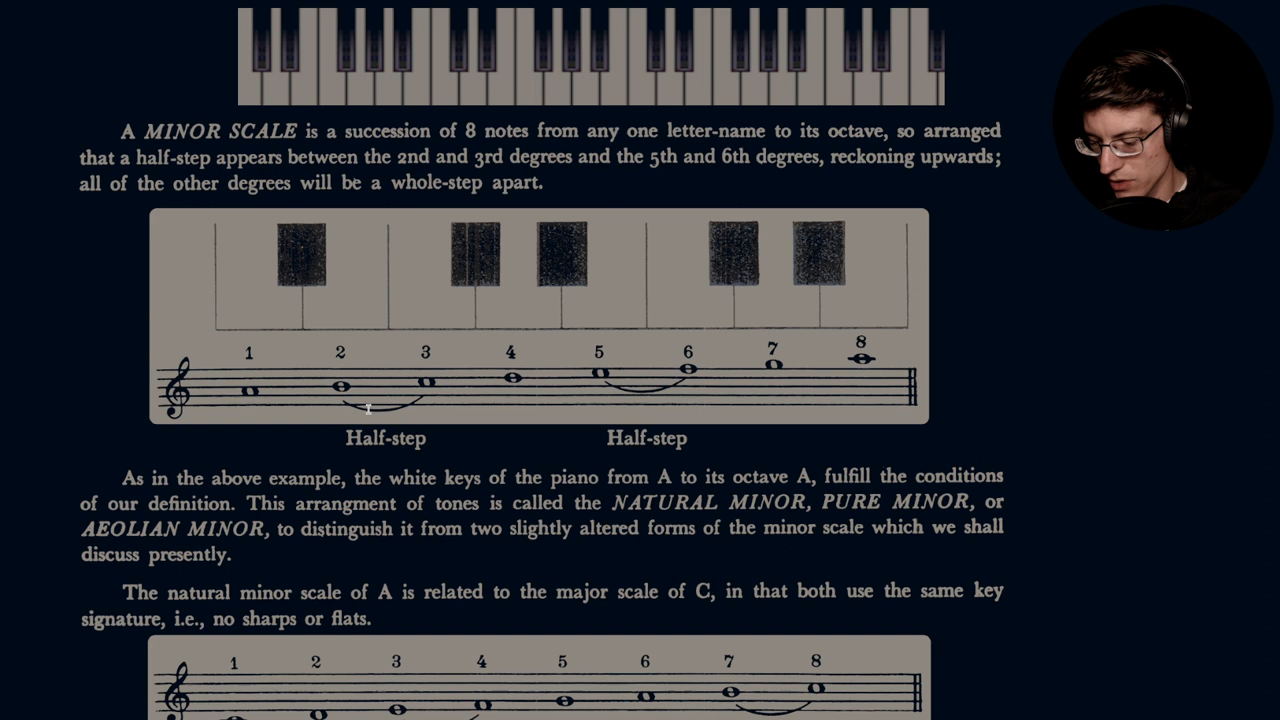 A MINOR SCALE is a succession of 8 notes from any one letter-name to its octave, so arranged
that a half-step appears between the 2nd and 3rd degrees and the 5th and 6th degrees, reckoning upwards;
all of the other degrees will be a whole-step apart.
1 2 3 4 5 6 7 8
Half-step Half-step
As in the above example, the white keys of the piano from A to its octave A, fulfill the conditions
of our definition. This arrangment of tones is called the NATURAL MINOR, PURE MINOR, or
AEOLIAN MINOR, to distinguish it from two slightly altered forms of the minor scale which we shall
discuss presently.
The natural minor scale of A is related to the major scale of C, in that both use the same key
signature, i.e., no sharps or flats.
1 2 3 4 5 6 7 8